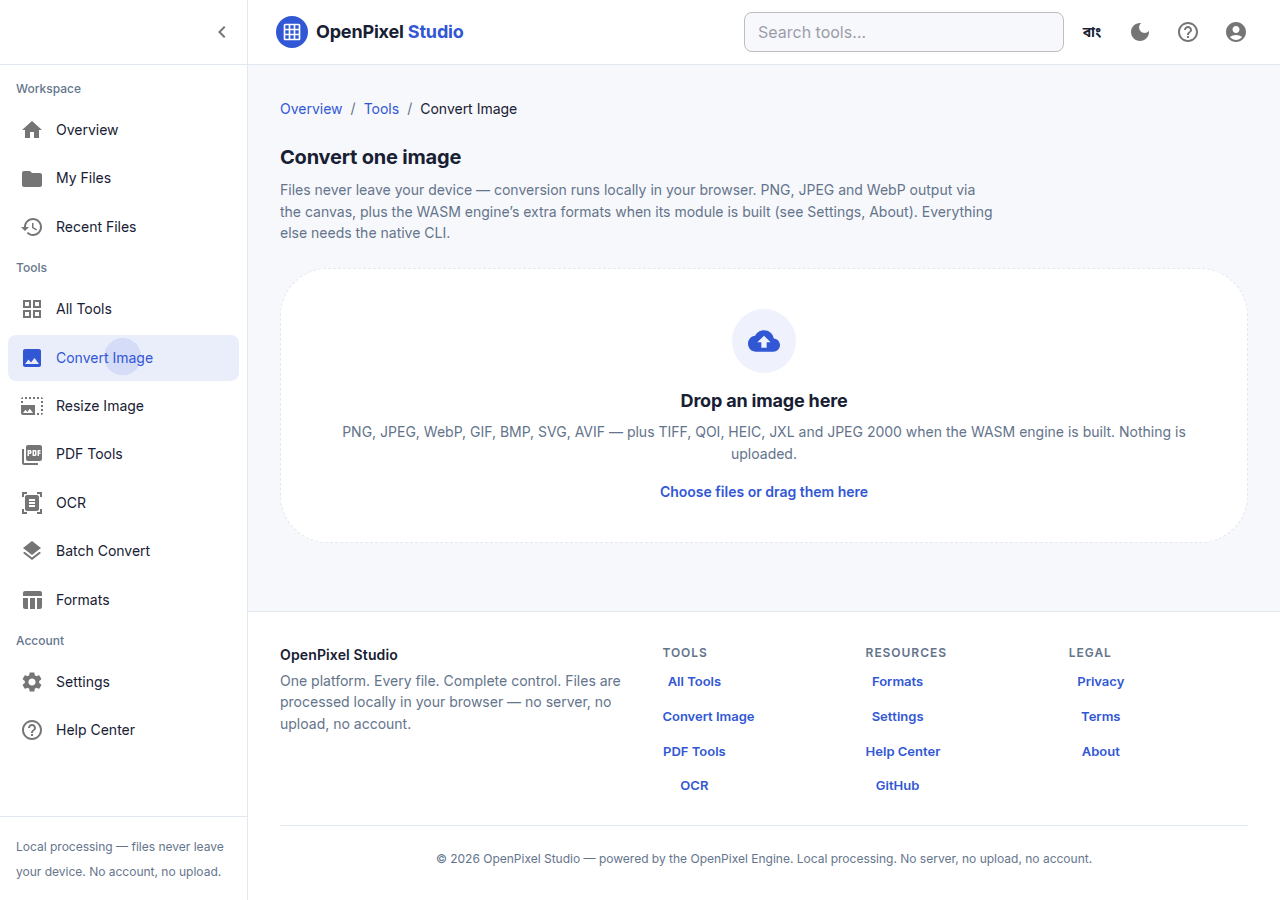 OpenPixel Studio
Search tools...
বাং
Workspace
Overview
My Files
Recent Files
Tools
All Tools
Convert Image
Resize Image
PDF Tools
OCR
Batch Convert
Formats
Account
Settings
Help Center
Local processing — files never leave
your device. No account, no upload.
Overview / Tools / Convert Image
Convert one image
Files never leave your device — conversion runs locally in your browser. PNG, JPEG and WebP output via
the canvas, plus the WASM engine’s extra formats when its module is built (see Settings, About). Everything
else needs the native CLI.
Drop an image here
PNG, JPEG, WebP, GIF, BMP, SVG, AVIF — plus TIFF, QOI, HEIC, JXL and JPEG 2000 when the WASM engine is built. Nothing is
uploaded.
Choose files or drag them here
OpenPixel Studio
One platform. Every file. Complete control. Files are
processed locally in your browser — no server, no
upload, no account.
TOOLS
All Tools
Convert Image
PDF Tools
OCR
RESOURCES
Formats
Settings
Help Center
GitHub
LEGAL
Privacy
Terms
About
© 2026 OpenPixel Studio — powered by the OpenPixel Engine. Local processing. No server, no upload, no account.